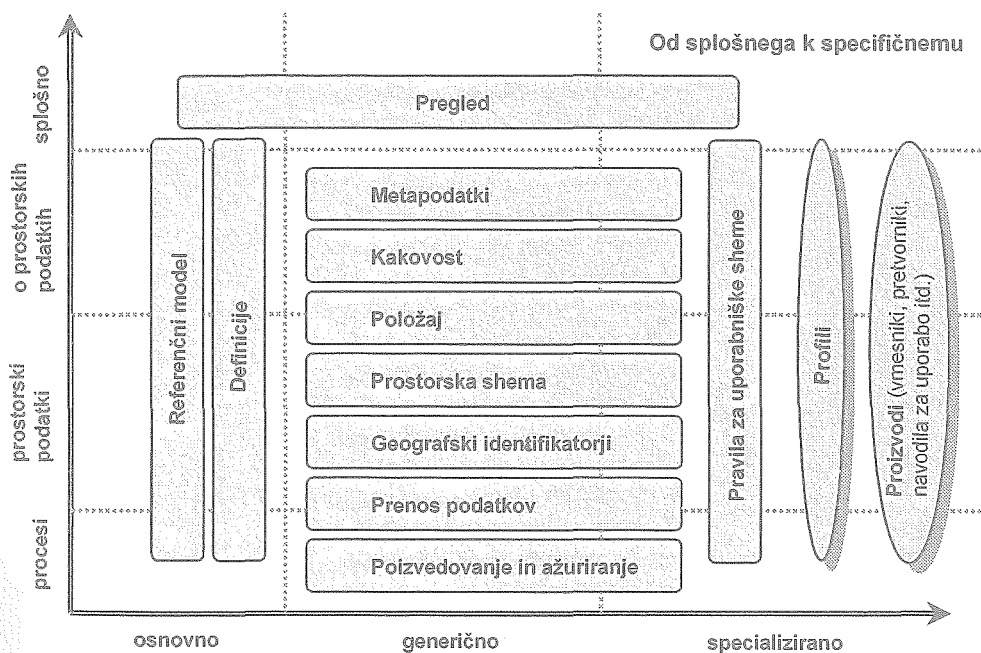 Od splošnega k specifičnemu
splošno
Pregled
o prostorskih
podatkih
prostorski
podatki
procesi
Referenčni model
Definicije
Metapodatki
Kakovost
Položaj
Prostorska shema
Geografski identifikatorji
Prenos podatkov
Poizvedovanje in ažuriranje
Pravila za uporabniške sheme
Profili
Proizvodi (vmesniki, pretvorniki,
navodila za uporabo itd.)
osnovno
generično
specializirano